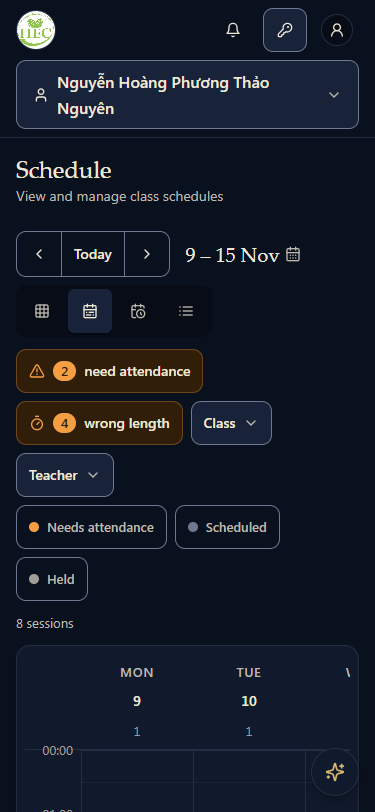 HEC
Nguyễn Hoàng Phương Thảo
Nguyên
Schedule
View and manage class schedules
Today
9 – 15 Nov
2 need attendance
4 wrong length
Class
Teacher
Needs attendance
Scheduled
Held
8 sessions
MON
TUE
9
10
1
1
00:00